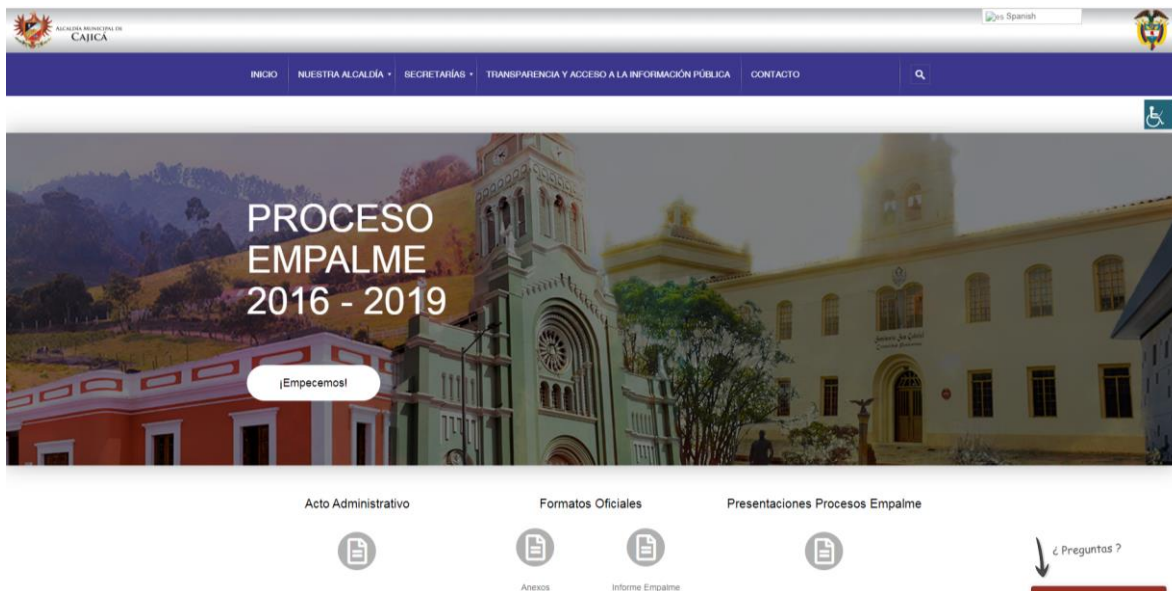 ALCALDÍA MUNICIPAL DE
CAJICÁ
es Spanish
INICIO
NUESTRA ALCALDÍA
SECRETARÍAS
TRANSPARENCIA Y ACCESO A LA INFORMACIÓN PÚBLICA
CONTACTO
PROCESO
EMPALME
2016 - 2019
¡Empecemos!
Acto Administrativo
Formatos Oficiales
Presentaciones Procesos Empalme
Anexos
Informe Empalme
¿ Preguntas ?